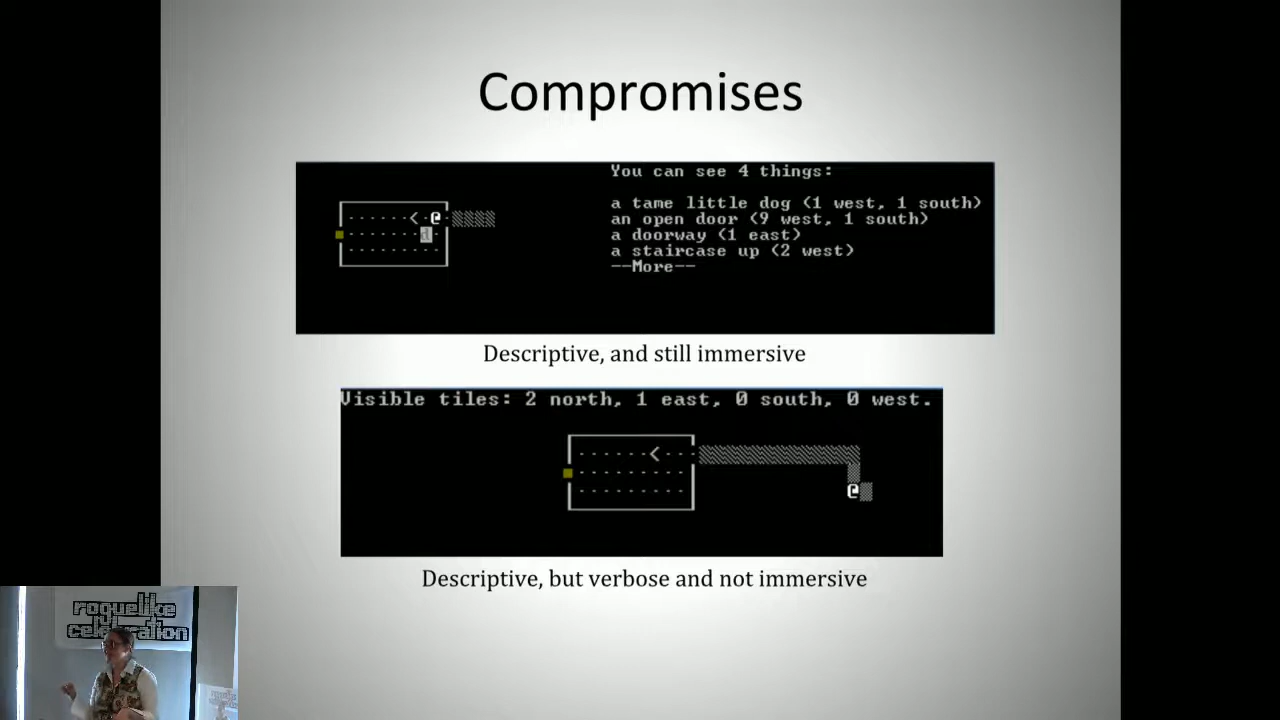 Compromises
You can see 4 things:
a tame little dog (1 west, 1 south)
an open door (9 west, 1 south)
a doorway (1 east)
a staircase up (2 west)
--More--
Descriptive, and still immersive
Visible tiles: 2 north, 1 east, 0 south, 0 west.
Descriptive, but verbose and not immersive
roguelike
celebration